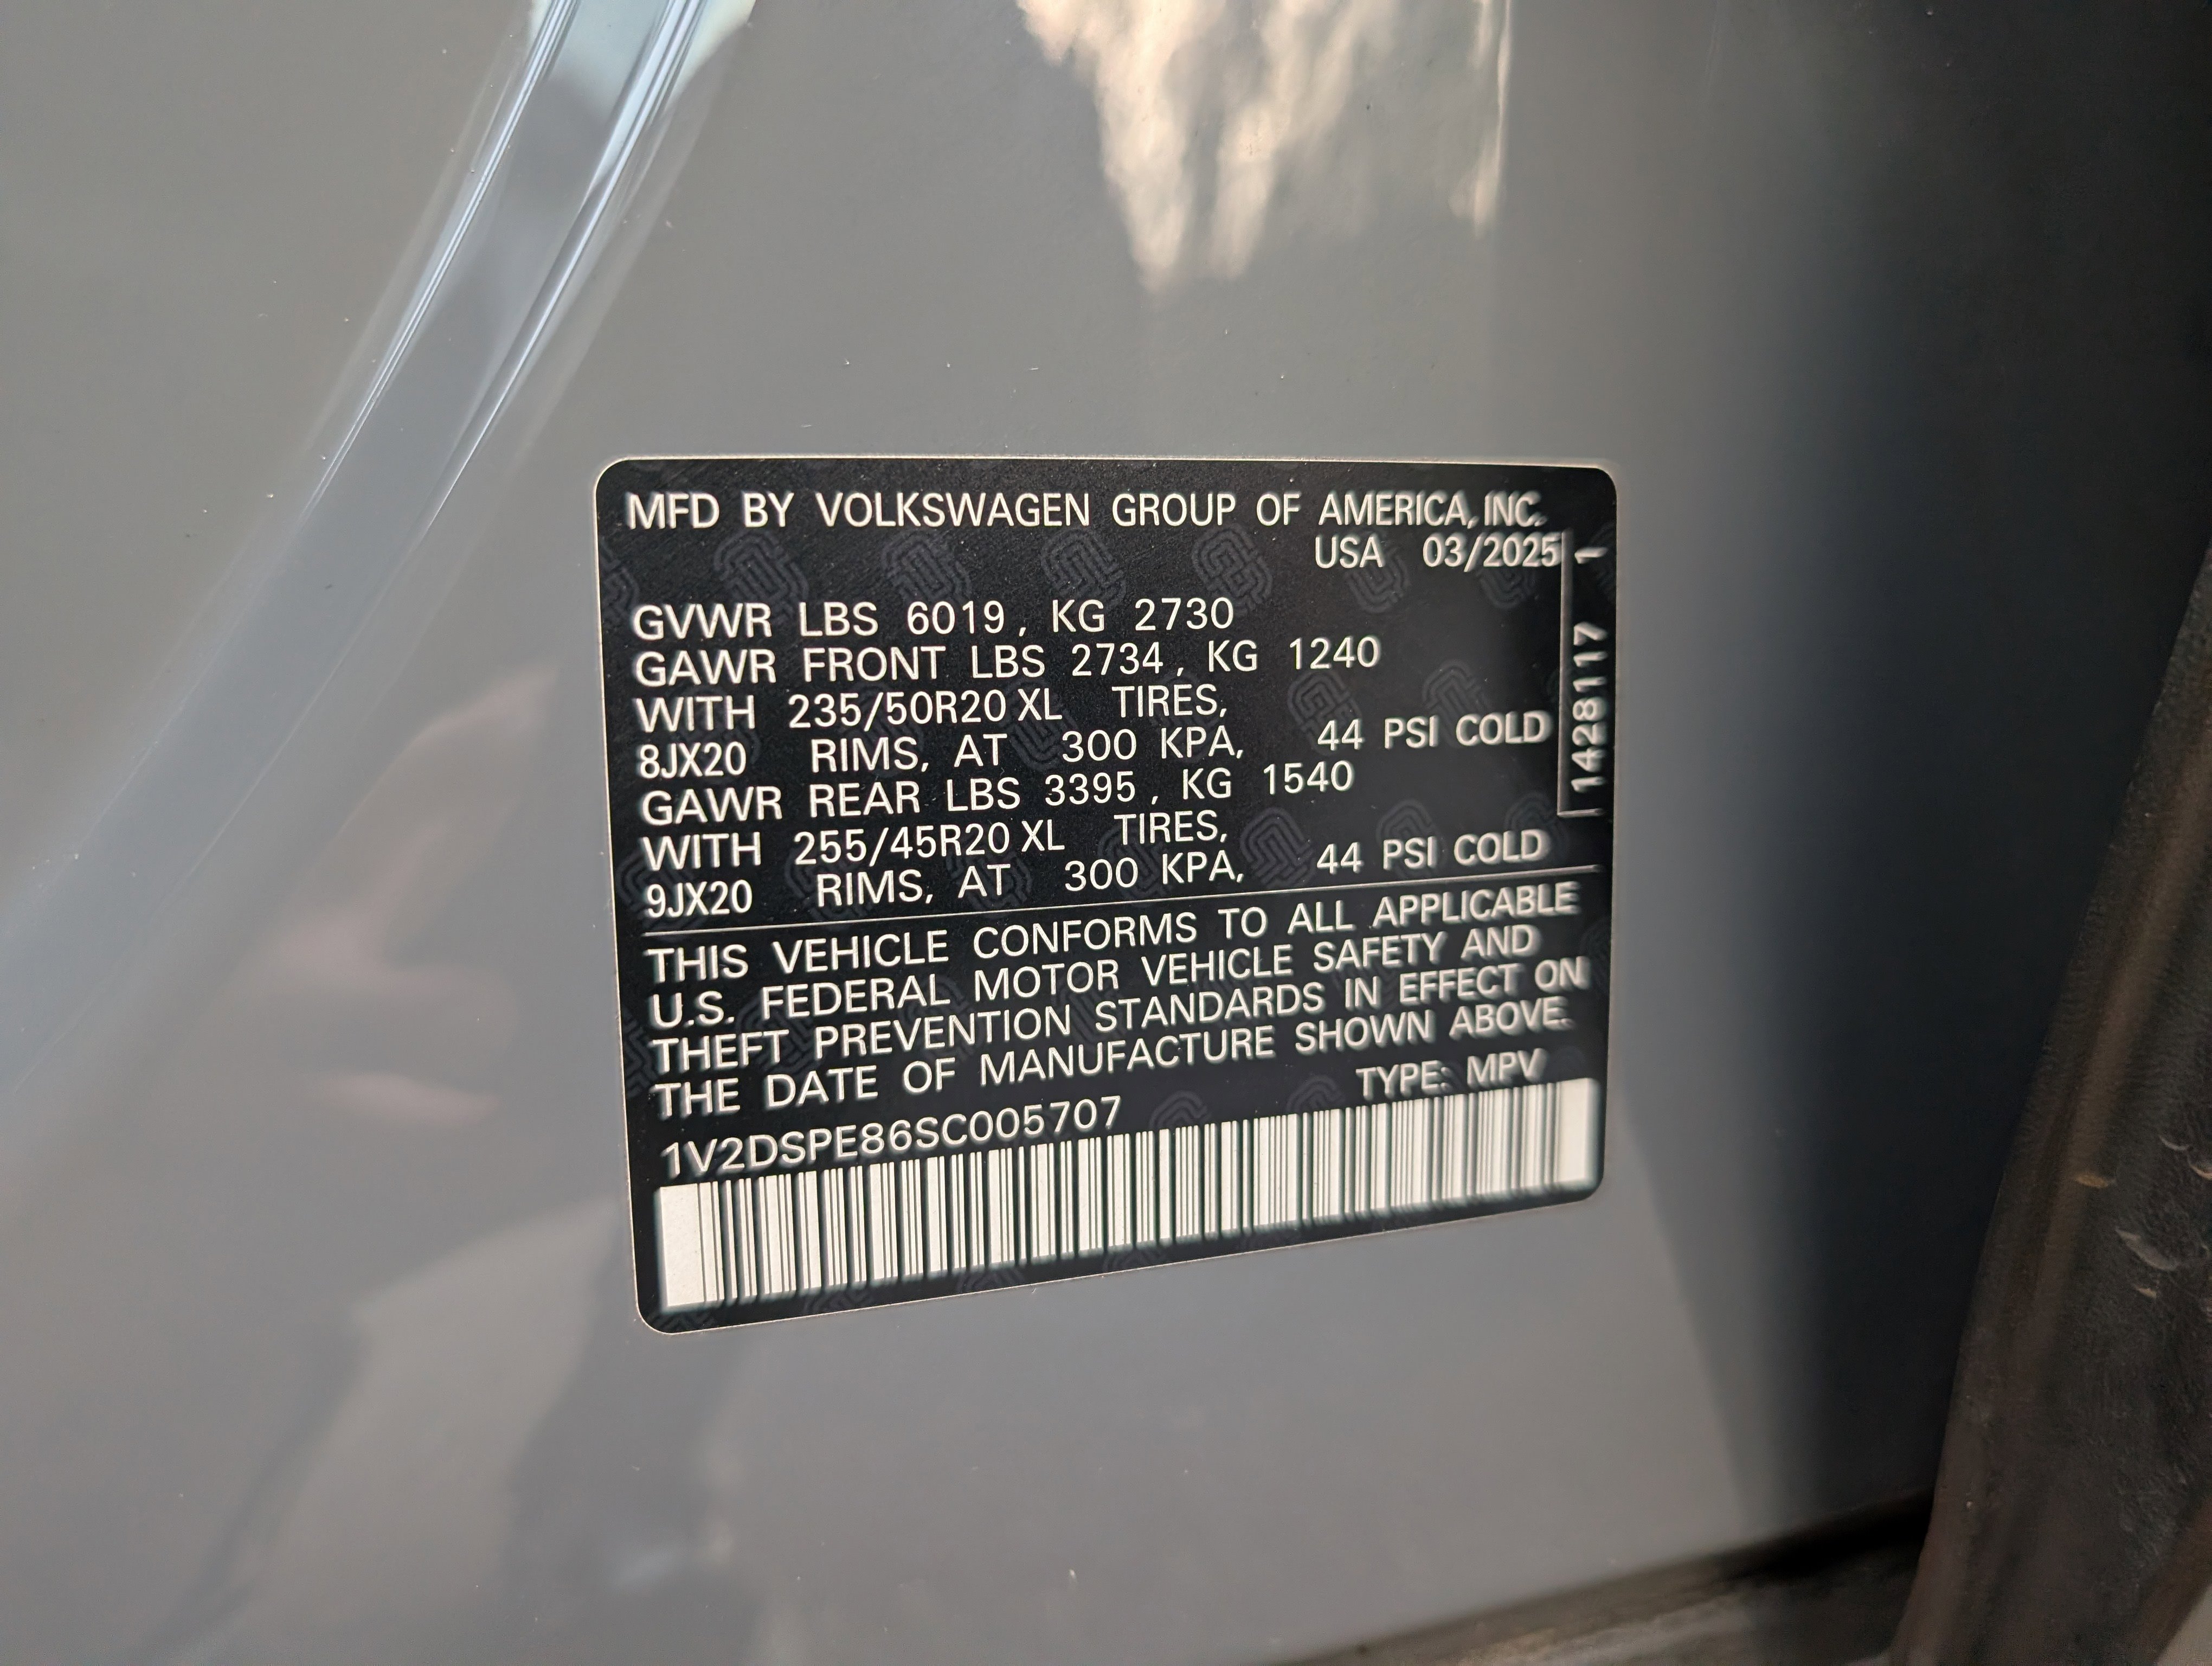 MFD BY VOLKSWAGEN GROUP OF AMERICA, INC.
USA 03/2025
GVWR LBS 6019, KG 2730
GAWR FRONT LBS 2734, KG 1240
WITH 235/50R20 XL TIRES,
8JX20 RIMS, AT 300 KPA, 44 PSI COLD
GAWR REAR LBS 3395, KG 1540
WITH 255/45R20 XL TIRES,
9JX20 RIMS, AT 300 KPA, 44 PSI COLD
1428117 1
THIS VEHICLE CONFORMS TO ALL APPLICABLE
U.S. FEDERAL MOTOR VEHICLE SAFETY AND
THEFT PREVENTION STANDARDS IN EFFECT ON
THE DATE OF MANUFACTURE SHOWN ABOVE.
TYPE: MPV
1V2DSPE86SC005707